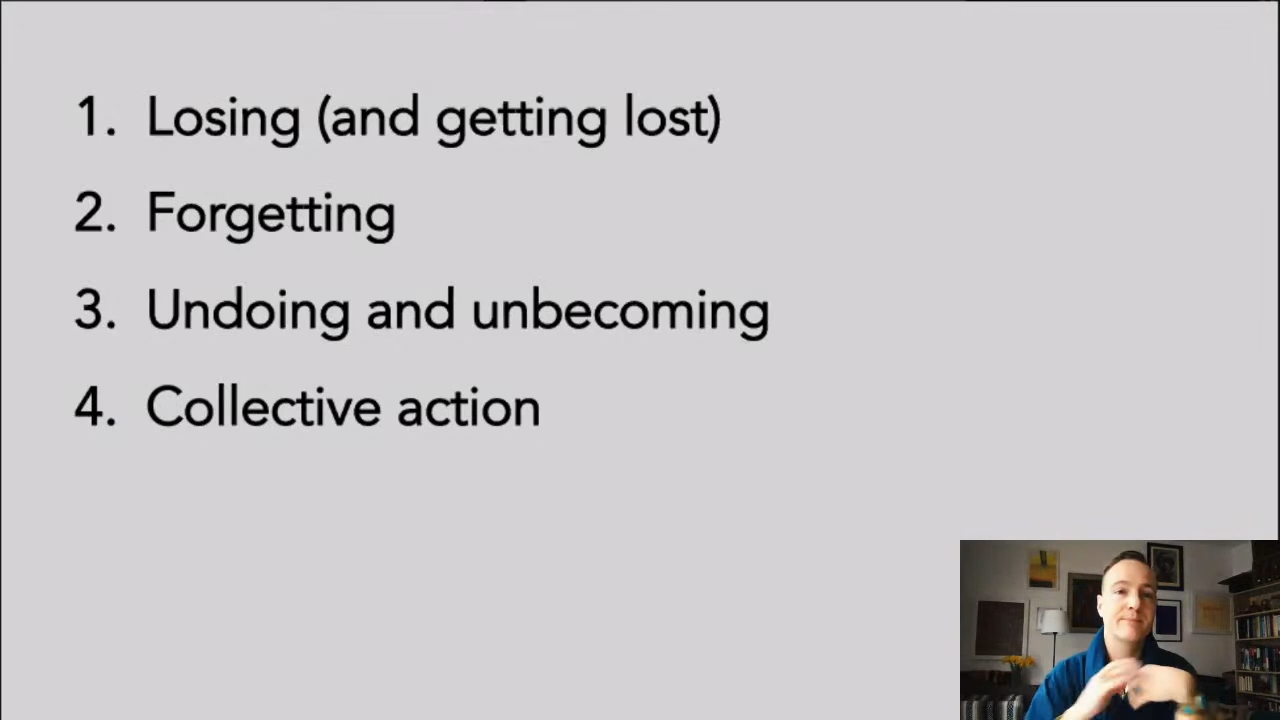 1. Losing (and getting lost)
2. Forgetting
3. Undoing and unbecoming
4. Collective action